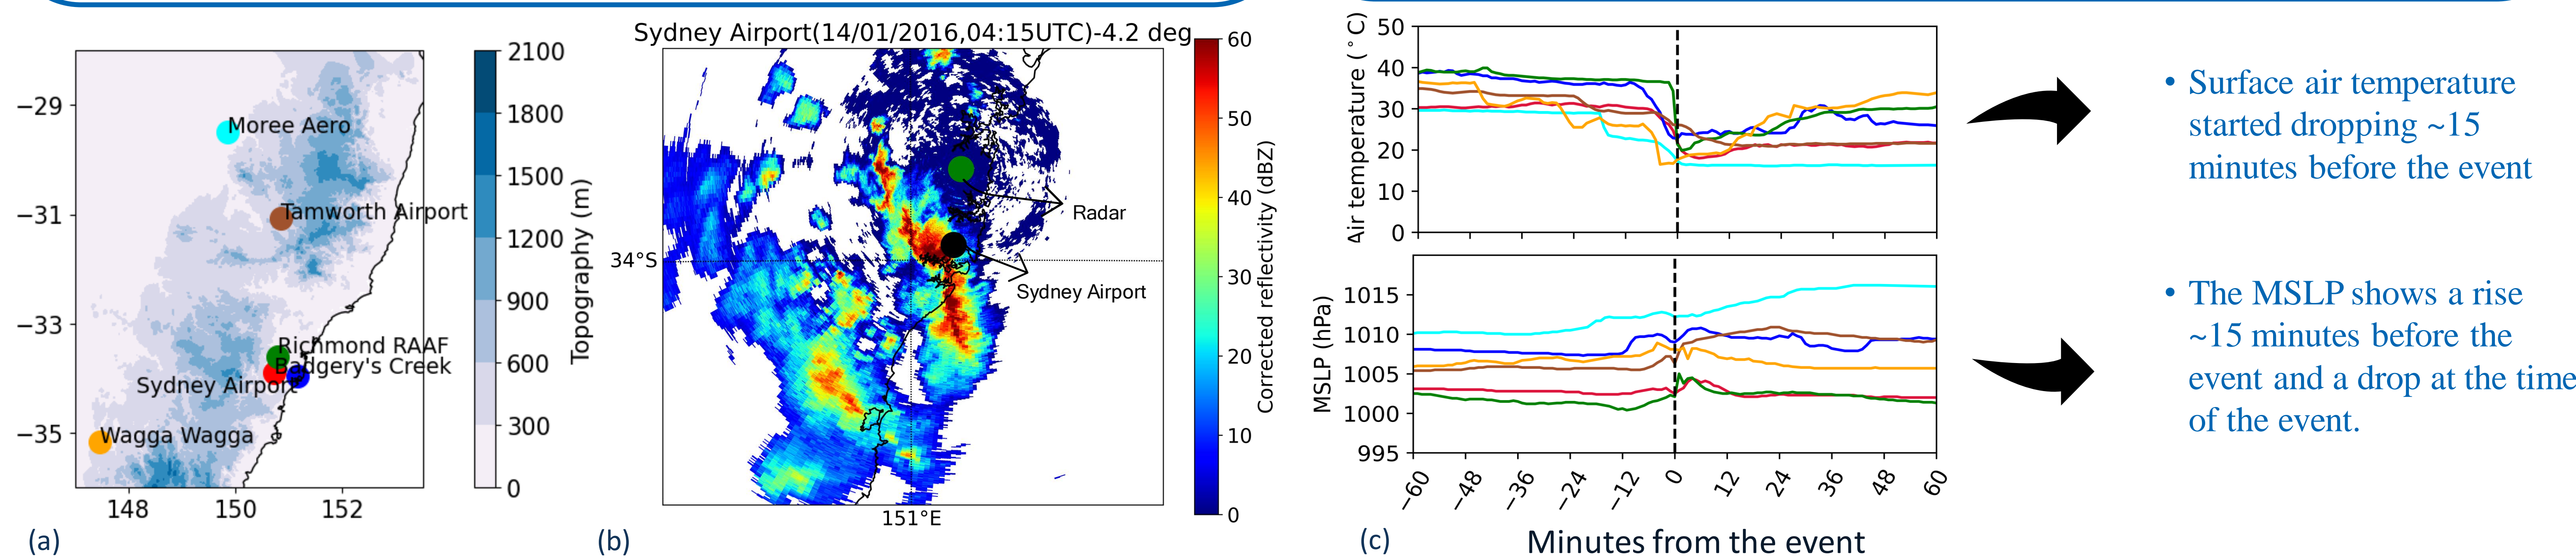 −29
−31
−33
−35
148
150
152
Moree Aero
Tamworth Airport
Richmond RAAF
Badgery's Creek
Sydney Airport
Wagga Wagga
2100
1800
1500
1200
900
600
300
0
Topography (m)
(a)
Sydney Airport(14/01/2016,04:15UTC)-4.2 deg
34°S
151°E
Radar
Sydney Airport
60
50
40
30
20
10
0
Corrected reflectivity (dBZ)
(b)
Air temperature (°C)
50
40
30
20
10
0
MSLP (hPa)
1015
1010
1005
1000
995
−60
−48
−36
−24
−12
0
12
24
36
48
60
Minutes from the event
(c)
• Surface air temperature
started dropping ~15
minutes before the event
• The MSLP shows a rise
~15 minutes before the
event and a drop at the time
of the event.